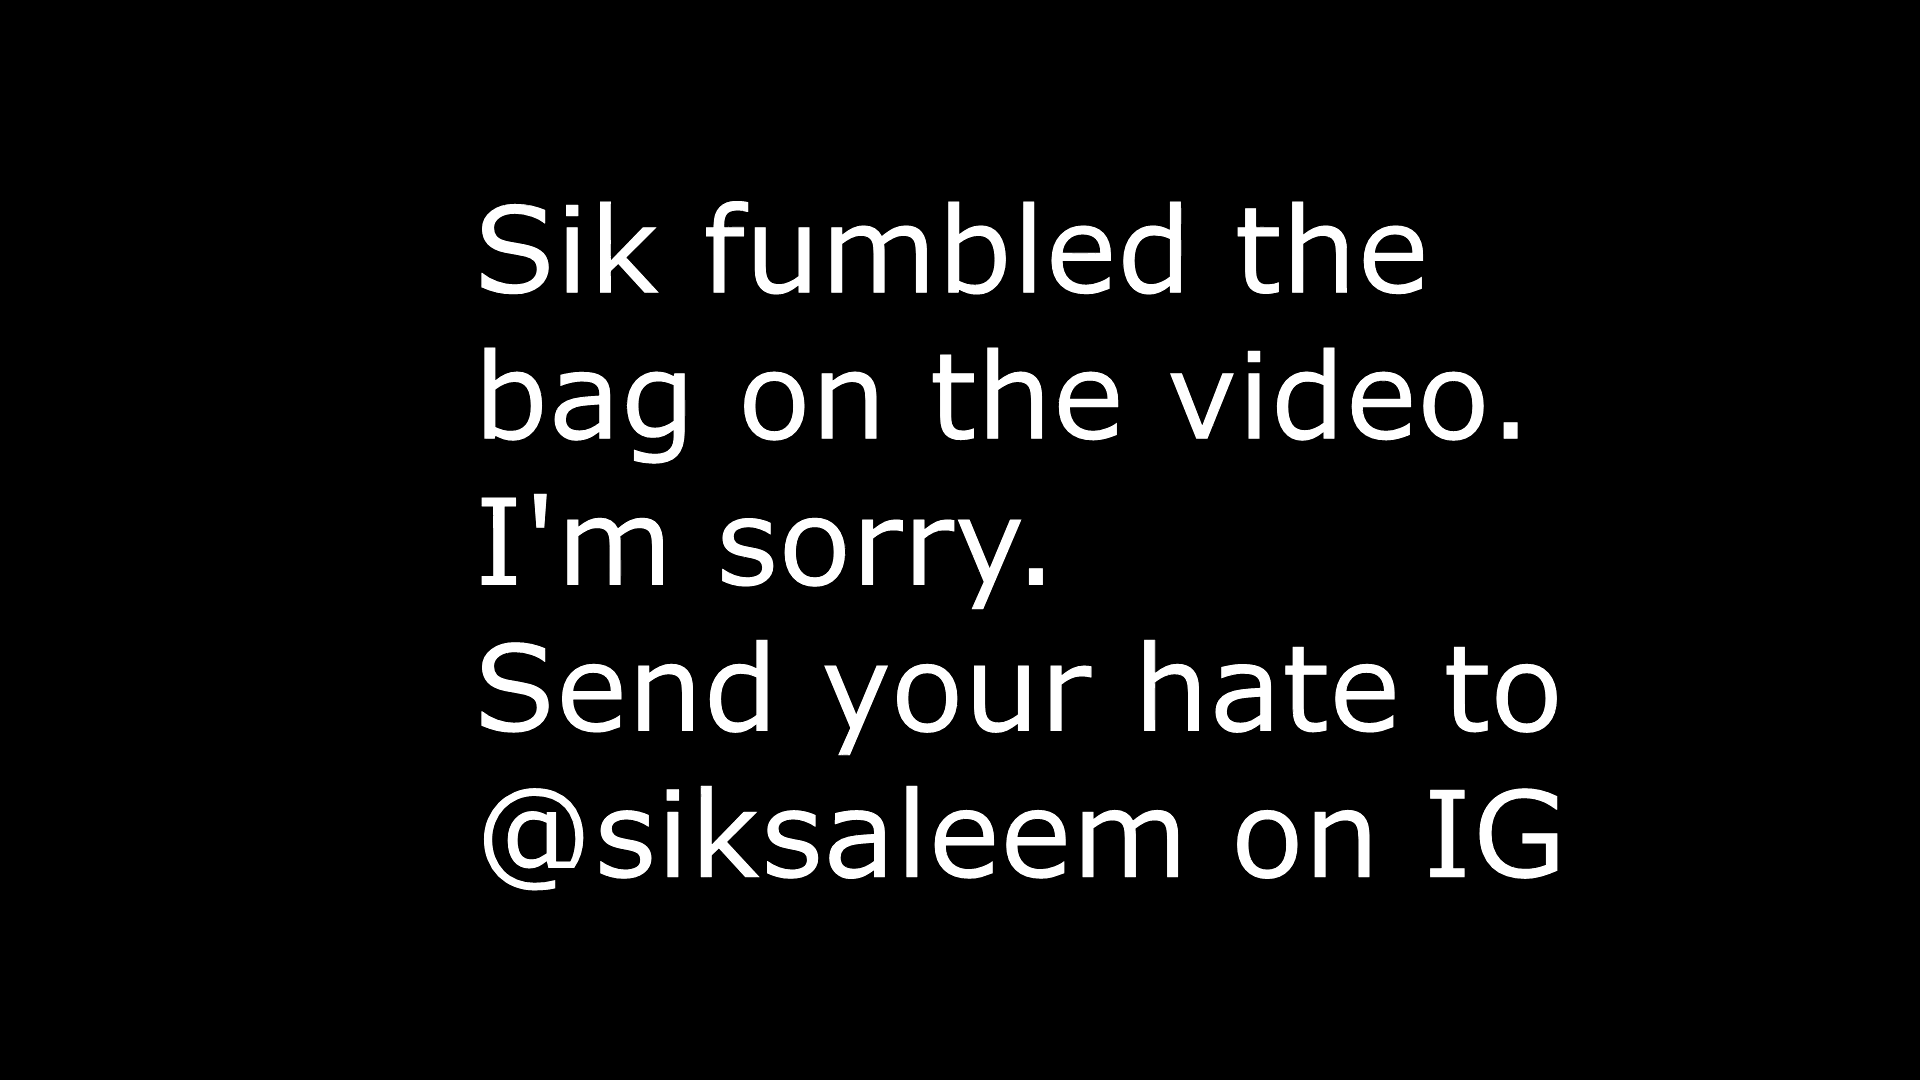 Sik fumbled the
bag on the video.
I'm sorry.
Send your hate to
@siksaleem on IG